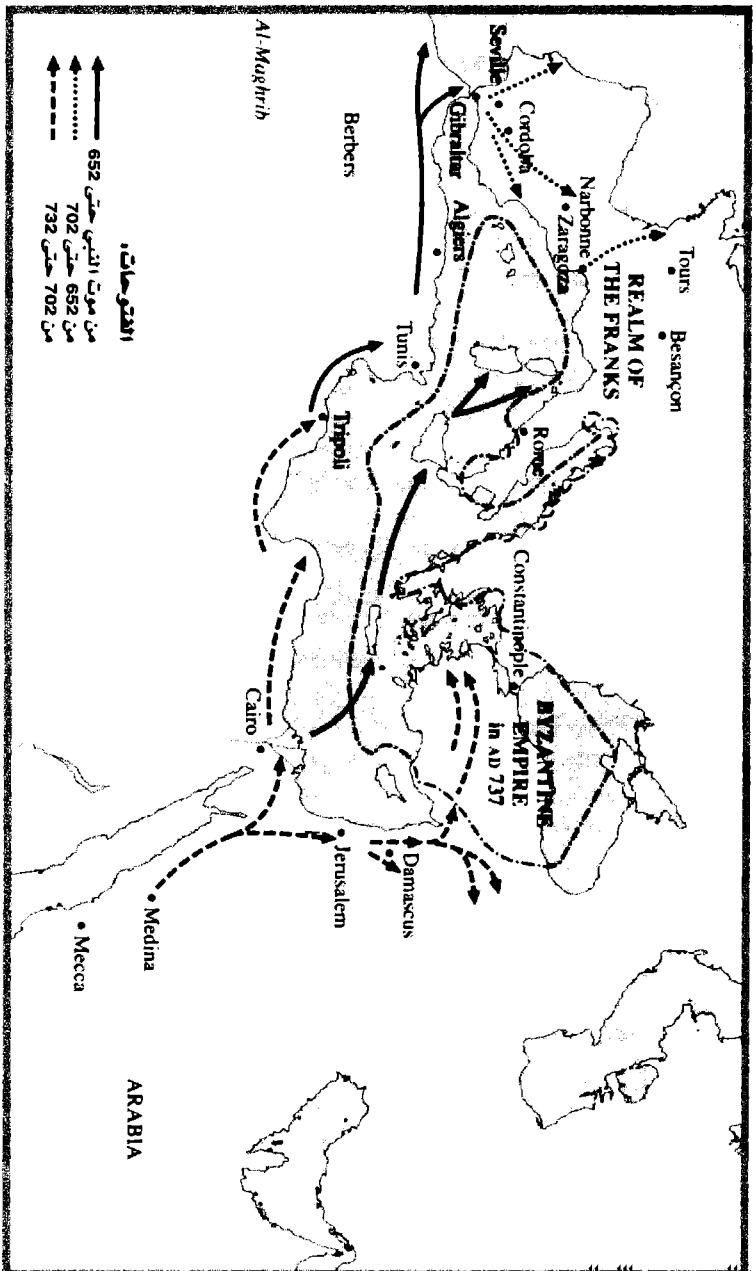 Tours
Besançon
REALM OF
THE FRANKS
Narbonne
Zaragoza
Rome
Constantinople
BYZANTINE
EMPIRE
in AD 737
Seville
Cordoba
Gibraltar
Algiers
Tunis
Damascus
Berbers
Tripoli
Jerusalem
Al-Maghrib
Cairo
Medina
ARABIA
Mecca
الفتوحات،
من موت النبي حتى 652
من 652 حتى 702
من 702 حتى 732